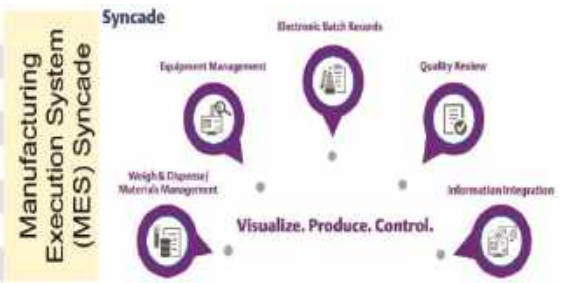 Manufacturing
Execution System
(MES) Syncade
Syncade
Electronic Batch Records
Equipment Management
Quality Review
Weigh & Dispense/
Materials Management
Information Integration
Visualize. Produce. Control.